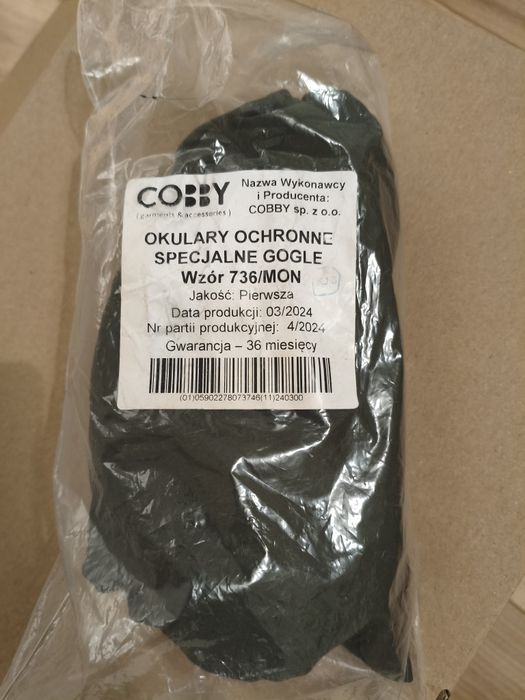 COBBY
( garments & accessories )
Nazwa Wykonawcy
i Producenta:
COBBY sp. z o.o.
OKULARY OCHRONNE
SPECJALNE GOGLE
Wzór 736/MON
Jakość: Pierwsza
Data produkcji: 03/2024
Nr partii produkcyjnej: 4/2024
Gwarancja – 36 miesięcy
(01)05902278073746(11)240300